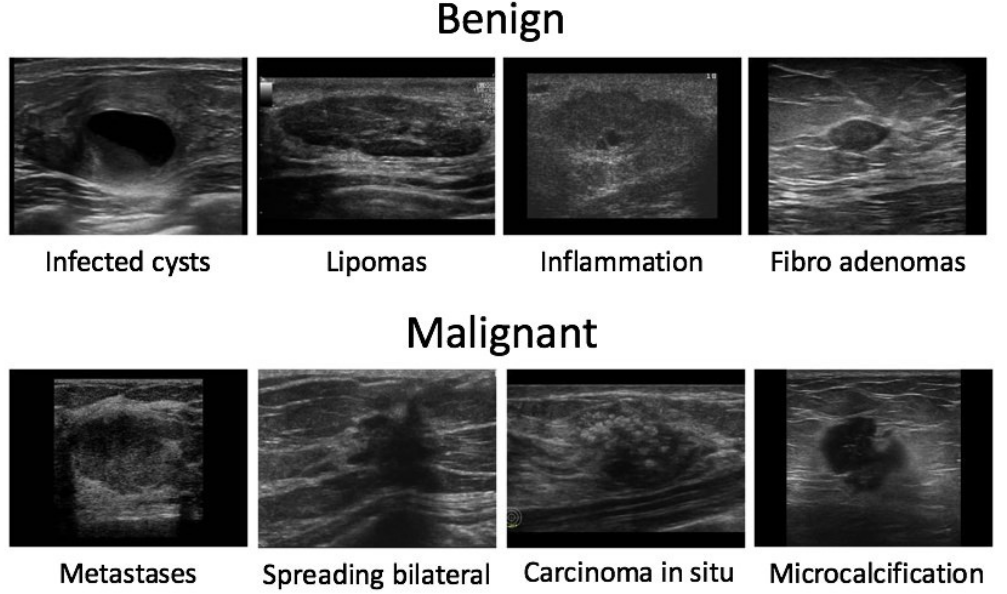 Benign
Infected cysts
Lipomas
Inflammation
Fibro adenomas
Malignant
Metastases
Spreading bilateral
Carcinoma in situ
Microcalcification